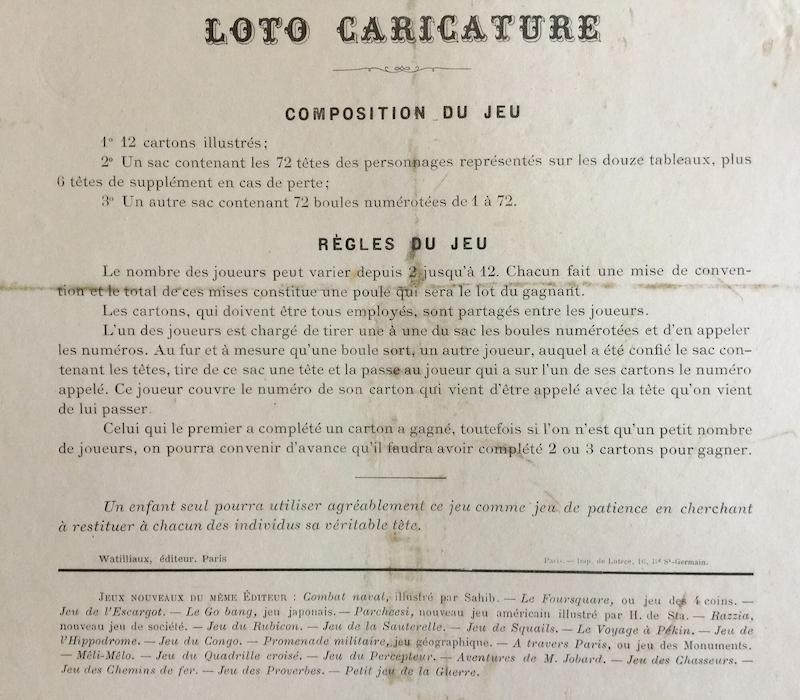 LOTO CARICATURE
COMPOSITION DU JEU
1º 12 cartons illustrés;
2º Un sac contenant les 72 têtes des personnages représentés sur les douze tableaux, plus
6 têtes de supplément en cas de perte;
3º Un autre sac contenant 72 boules numérotées de 1 à 72.
RÈGLES DU JEU
Le nombre des joueurs peut varier depuis 2 jusqu'à 12. Chacun fait une mise de conven-
tion et le total de ces mises constitue une poule qui sera le lot du gagnant.
Les cartons, qui doivent être tous employés, sont partagés entre les joueurs.
L'un des joueurs est chargé de tirer une à une du sac les boules numérotées et d'en appeler
les numéros. Au fur et à mesure qu'une boule sort, un autre joueur, auquel a été confié le sac con-
tenant les têtes, tire de ce sac une tête et la passe au joueur qui a sur l'un de ses cartons le numéro
appelé. Ce joueur couvre le numéro de son carton qui vient d'être appelé avec la tête qu'on vient
de lui passer.
Celui qui le premier a complété un carton a gagné, toutefois si l'on n'est qu'un petit nombre
de joueurs, on pourra convenir d'avance qu'il faudra avoir complété 2 ou 3 cartons pour gagner.
Un enfant seul pourra utiliser agréablement ce jeu comme jeu de patience en cherchant
à restituer à chacun des individus sa véritable tête.
Watilliaux, éditeur. Paris
Paris. — Imp. de Lutèce, 16, Bd St-Germain.
JEUX NOUVEAUX DU MÊME ÉDITEUR : Combat naval, illustré par Sahib. — Le Foursquare, ou jeu des 4 coins. —
Jeu de l'Escargot. — Le Go bang, jeu japonais. — Parcheesi, nouveau jeu américain illustré par H. de Sta. — Razzia,
nouveau jeu de société. — Jeu du Rubicon. — Jeu de la Sauterelle. — Jeu de Squails. — Le Voyage à Pékin. — Jeu de
l'Hippodrome. — Jeu du Congo. — Promenade militaire, jeu géographique. — A travers Paris, ou jeu des Monuments.
— Mêli-Mêlo. — Jeu du Quadrille croisé. — Jeu du Percepteur. — Aventures de M. Jobard. — Jeu des Chasseurs. —
Jeu des Chemins de fer. — Jeu des Proverbes. — Petit jeu de la Guerre.